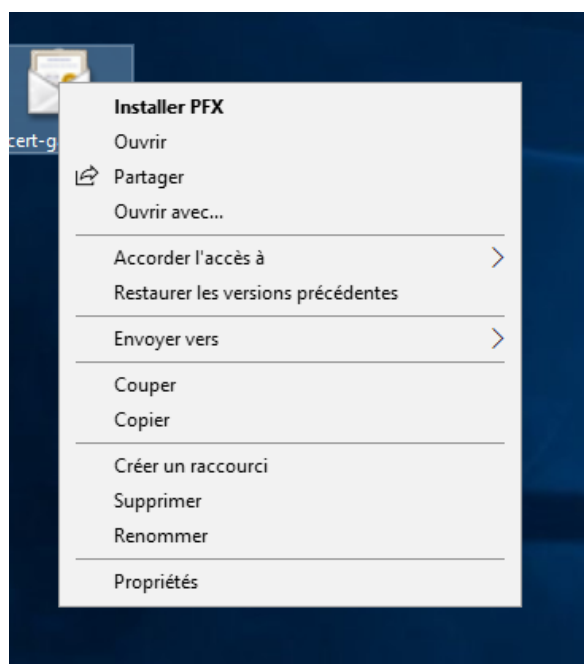 Installer PFX
cert-g
Ouvrir
Partager
Ouvrir avec...
Accorder l'accès à
Restaurer les versions précédentes
Envoyer vers
Couper
Copier
Créer un raccourci
Supprimer
Renommer
Propriétés